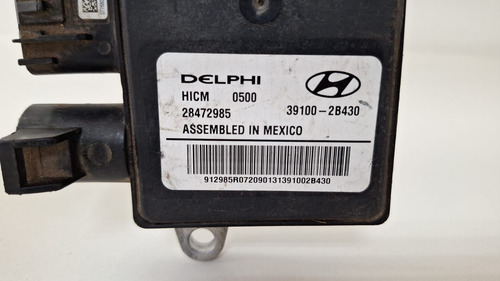 DELPHI
HICM 0500
28472985
39100-2B430
ASSEMBLED IN MEXICO
912985R072090131391002B430